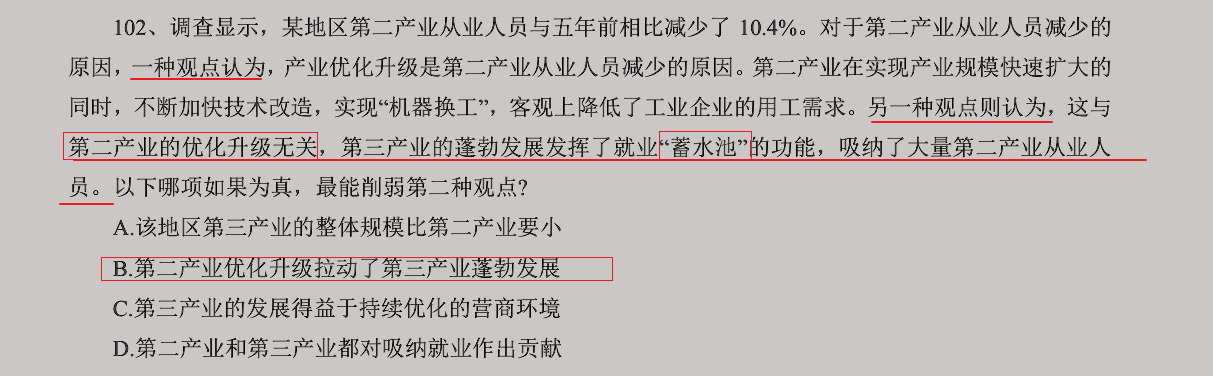 102、调查显示，某地区第二产业从业人员与五年前相比减少了 10.4%。对于第二产业从业人员减少的
原因，一种观点认为，产业优化升级是第二产业从业人员减少的原因。第二产业在实现产业规模快速扩大的
同时，不断加快技术改造，实现“机器换工”，客观上降低了工业企业的用工需求。另一种观点则认为，这与
第二产业的优化升级无关，第三产业的蓬勃发展发挥了就业“蓄水池”的功能，吸纳了大量第二产业从业人
员。以下哪项如果为真，最能削弱第二种观点?
A.该地区第三产业的整体规模比第二产业要小
B.第二产业优化升级拉动了第三产业蓬勃发展
C.第三产业的发展得益于持续优化的营商环境
D.第二产业和第三产业都对吸纳就业作出贡献